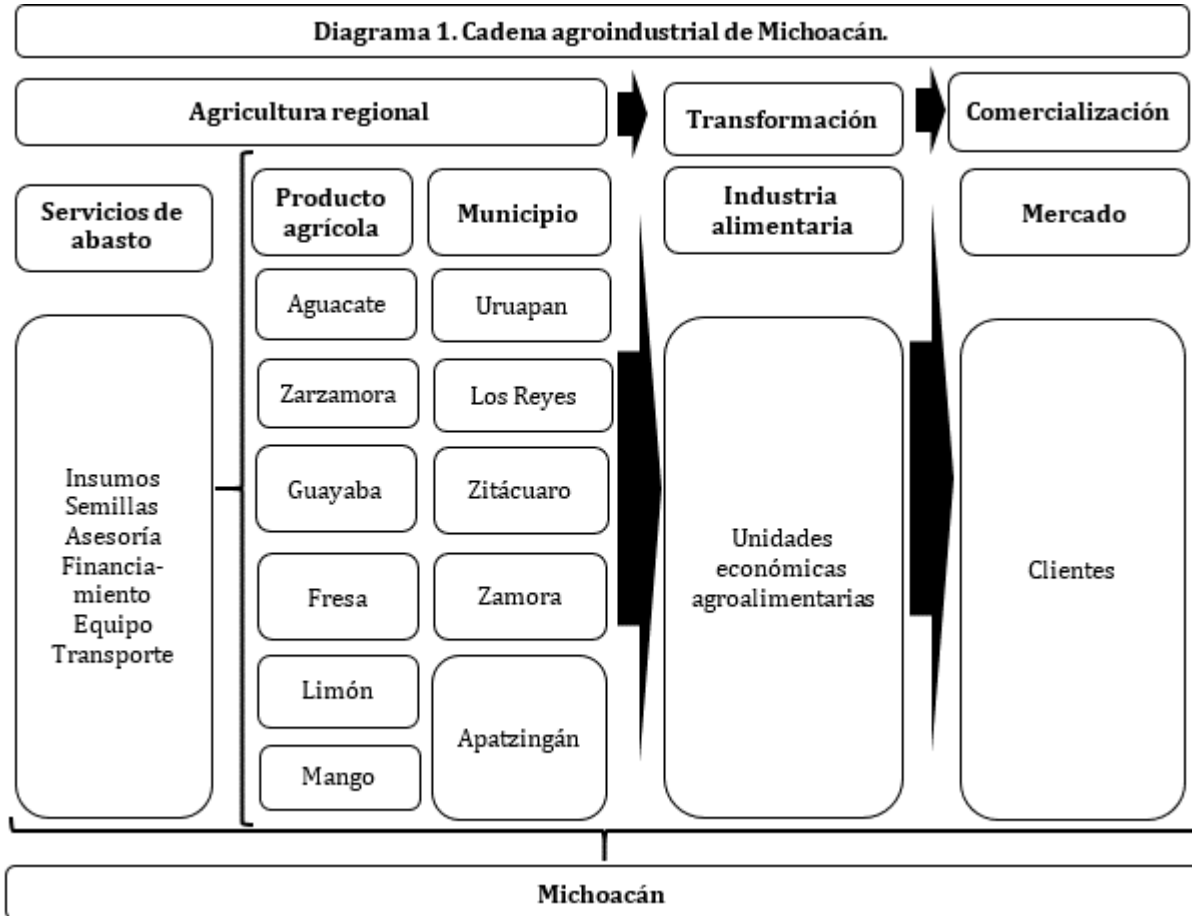 Diagrama 1. Cadena agroindustrial de Michoacán.
Agricultura regional
Transformación
Comercialización
Servicios de
abasto
Producto
agrícola
Municipio
Industria
alimentaria
Mercado
Insumos
Semillas
Asesoría
Financia-
miento
Equipo
Transporte
Aguacate
Uruapan
Zarzamora
Los Reyes
Guayaba
Zitácuaro
Fresa
Zamora
Limón
Mango
Apatzingán
Unidades
económicas
agroalimentarias
Clientes
Michoacán